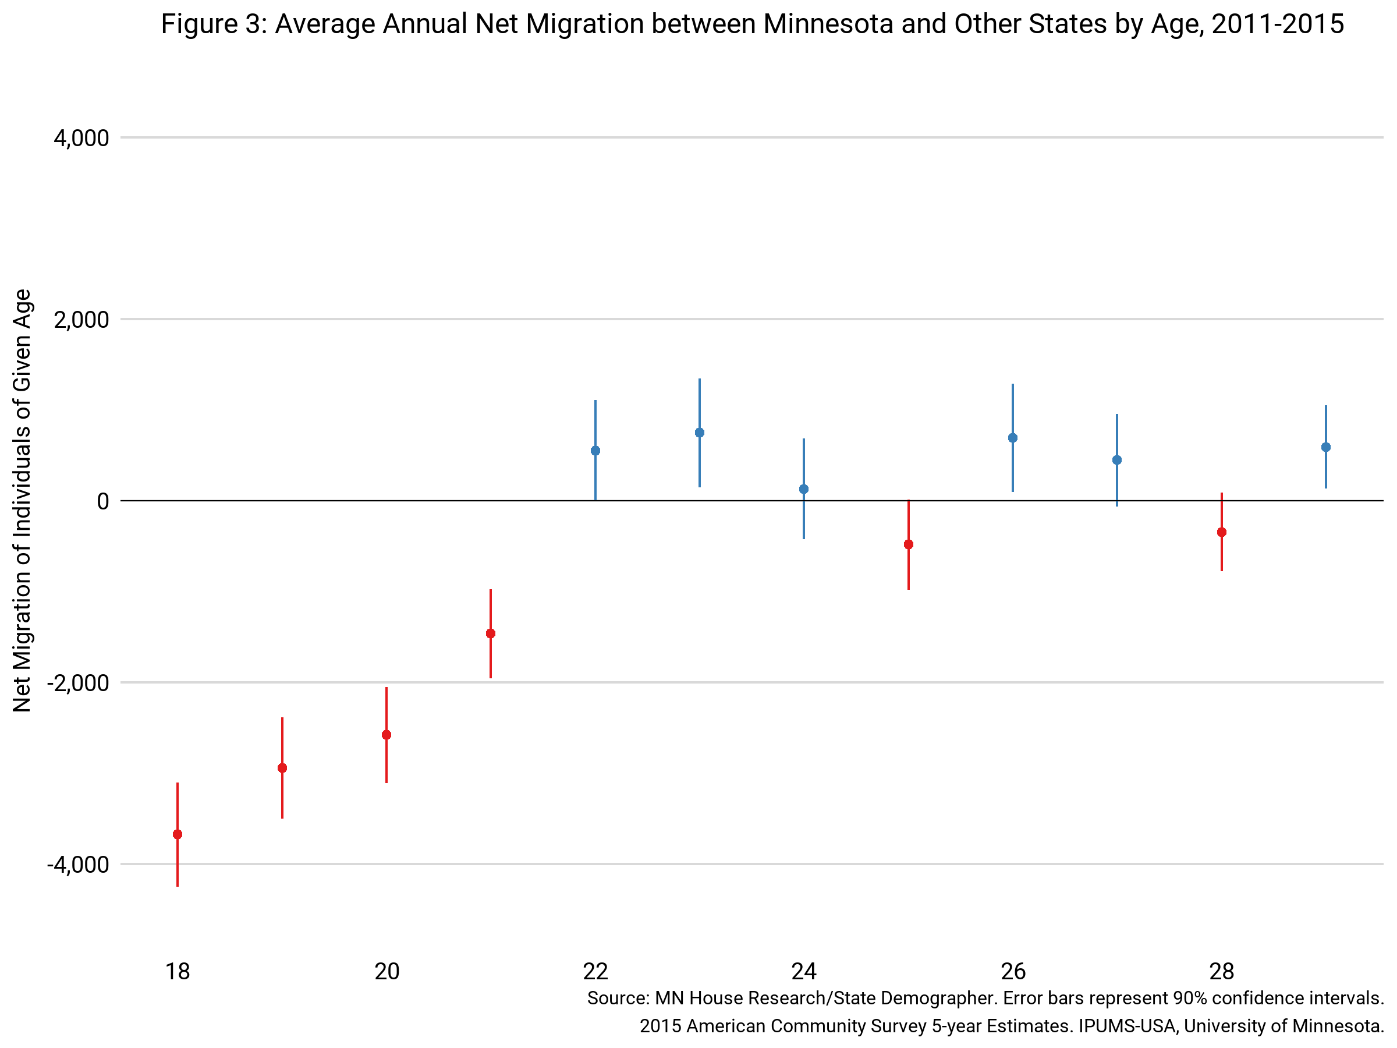 Figure 3: Average Annual Net Migration between Minnesota and Other States by Age, 2011-2015
Net Migration of Individuals of Given Age
4,000
2,000
0
-2,000
-4,000
18 20 22 24 26 28
Source: MN House Research/State Demographer. Error bars represent 90% confidence intervals.
2015 American Community Survey 5-year Estimates. IPUMS-USA, University of Minnesota.